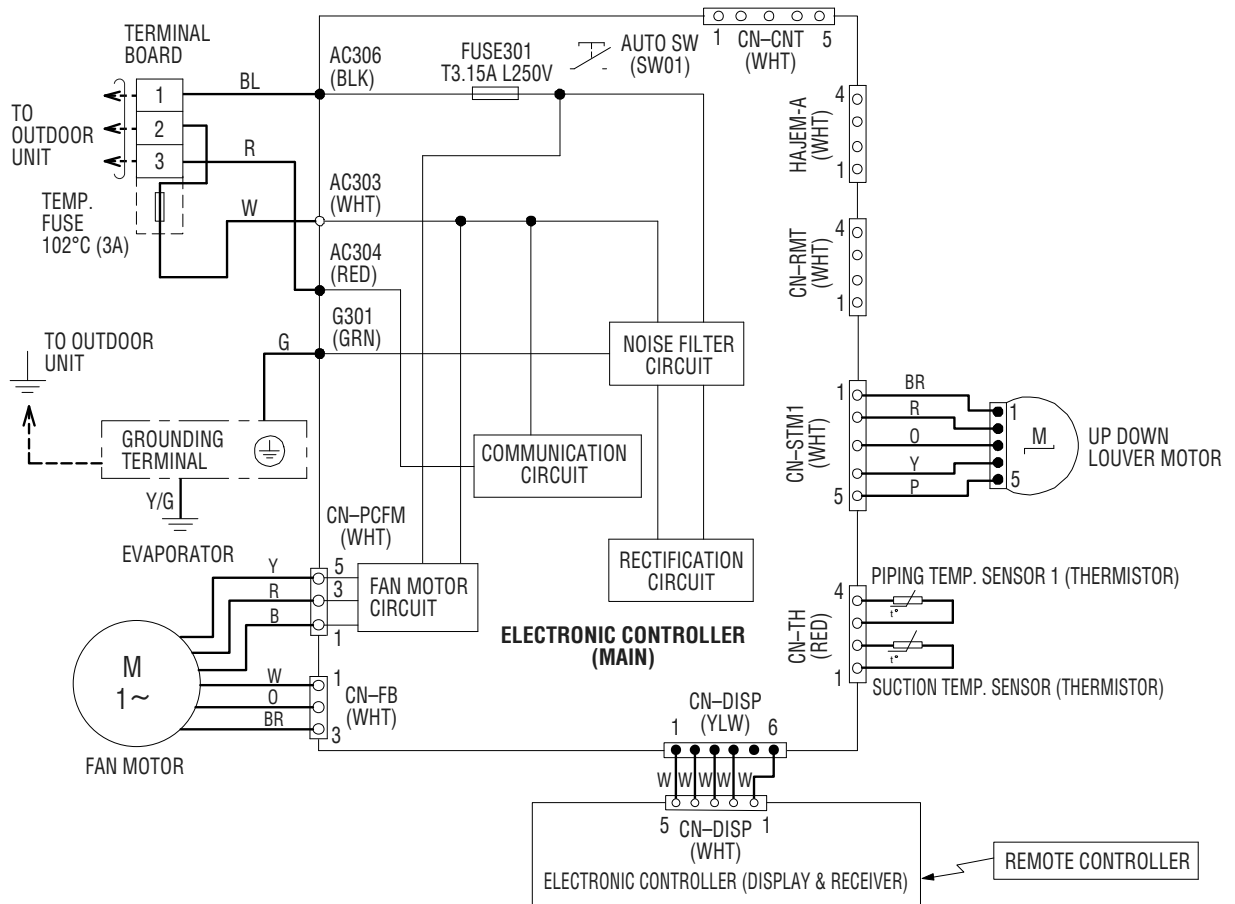 TERMINAL
BOARD
1
2
3
TO
OUTDOOR
UNIT
TEMP.
FUSE
102°C (3A)
BL
R
W
AC306
(BLK)
FUSE301
T3.15A L250V
AUTO SW
(SW01)
1 CN–CNT 5
(WHT)
AC303
(WHT)
AC304
(RED)
G301
(GRN)
G
TO OUTDOOR
UNIT
GROUNDING
TERMINAL
Y/G
EVAPORATOR
NOISE FILTER
CIRCUIT
COMMUNICATION
CIRCUIT
RECTIFICATION
CIRCUIT
CN–PCFM
(WHT)
5
3
1
FAN MOTOR
CIRCUIT
Y
R
B
W
O
BR
M
1~
FAN MOTOR
1
CN–FB
(WHT)
3
ELECTRONIC CONTROLLER
(MAIN)
4
HAJEM-A
(WHT)
1
4
CN–RMT
(WHT)
1
1
CN–STM1
(WHT)
5
BR
R
O
Y
P
1
M
5
UP DOWN
LOUVER MOTOR
4
CN–TH
(RED)
1
PIPING TEMP. SENSOR 1 (THERMISTOR)
t°
t°
SUCTION TEMP. SENSOR (THERMISTOR)
CN–DISP
1 (YLW) 6
W W W W W
5 CN–DISP 1
(WHT)
ELECTRONIC CONTROLLER (DISPLAY & RECEIVER)
REMOTE CONTROLLER